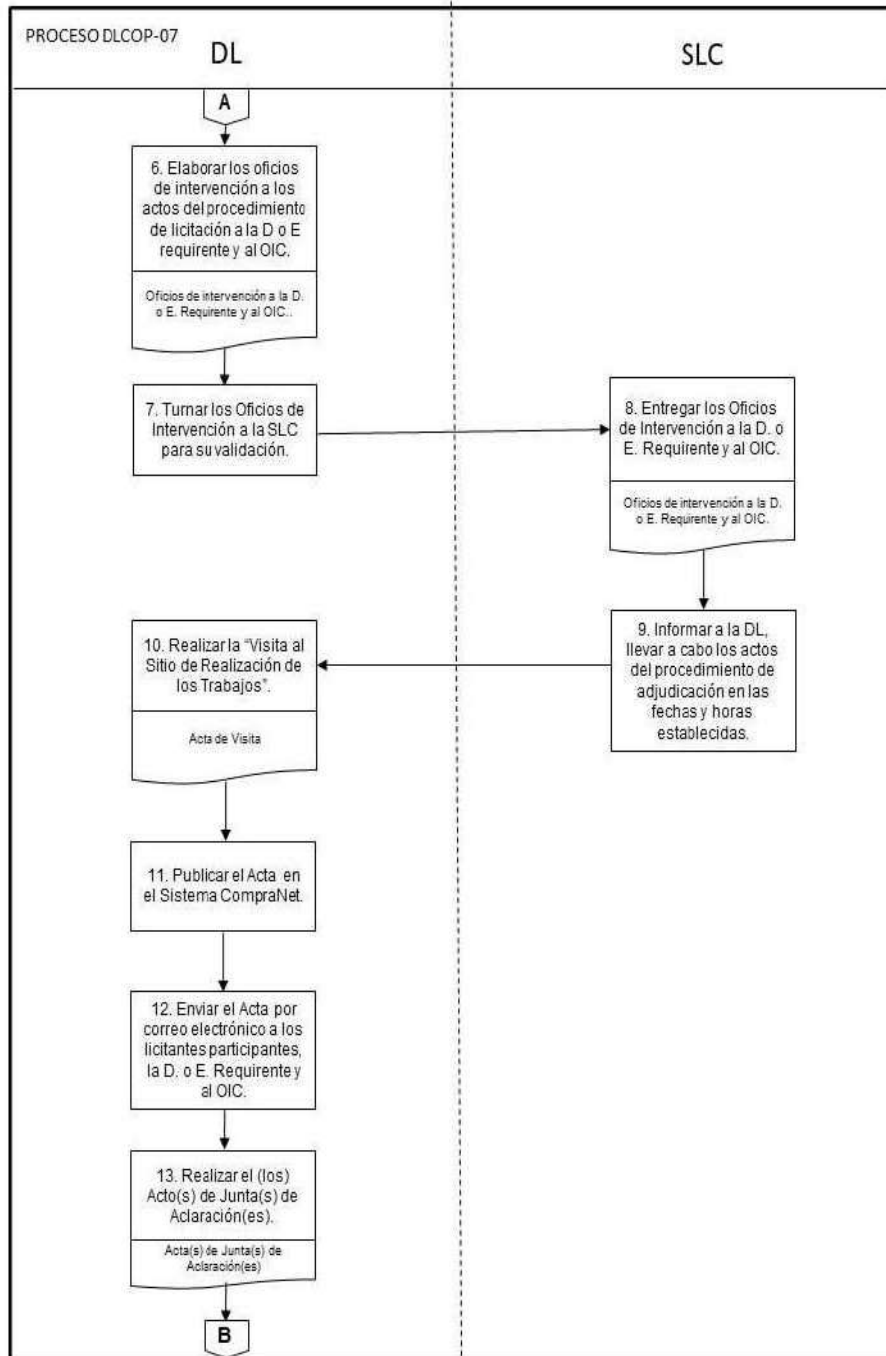 PROCESO DLCOP-07
DL
SLC
A
6. Elaborar los oficios
de intervención a los
actos del procedimiento
de licitación a la D o E
requirente y al OIC.
Oficios de intervención a la D.
o E. Requirente y al OIC..
7. Turnar los Oficios de
Intervención a la SLC
para su validación.
8. Entregar los Oficios
de Intervención a la D. o
E. Requirente y al OIC.
Oficios de intervención a la D.
o E. Requirente y al OIC.
9. Informar a la DL,
llevar a cabo los actos
del procedimiento de
adjudicación en las
fechas y horas
establecidas.
10. Realizar la “Visita al
Sitio de Realización de
los Trabajos”.
Acta de Visita
11. Publicar el Acta en
el Sistema CompraNet.
12. Enviar el Acta por
correo electrónico a los
licitantes participantes,
la D. o E. Requirente y
al OIC.
13. Realizar el (los)
Acto(s) de Junta(s) de
Aclaración(es).
Acta(s) de Junta(s) de
Aclaración(es)
B